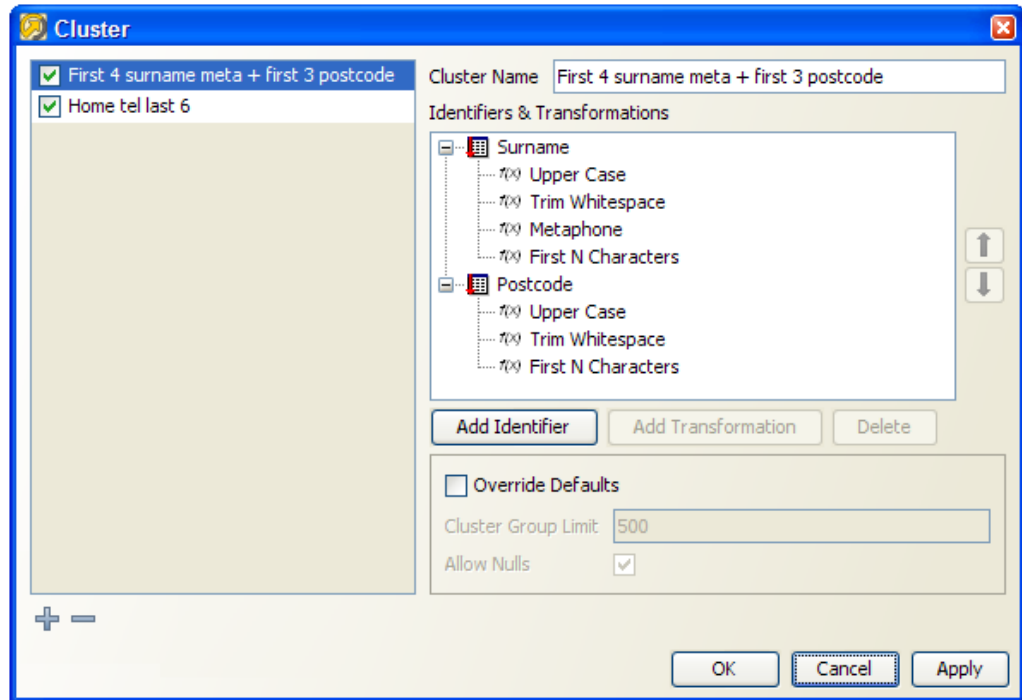 Cluster
First 4 surname meta + first 3 postcode
Home tel last 6
Cluster Name First 4 surname meta + first 3 postcode
Identifiers & Transformations
Surname
f(x) Upper Case
f(x) Trim Whitespace
f(x) Metaphone
f(x) First N Characters
Postcode
f(x) Upper Case
f(x) Trim Whitespace
f(x) First N Characters
Add Identifier Add Transformation Delete
Override Defaults
Cluster Group Limit 500
Allow Nulls
OK Cancel Apply